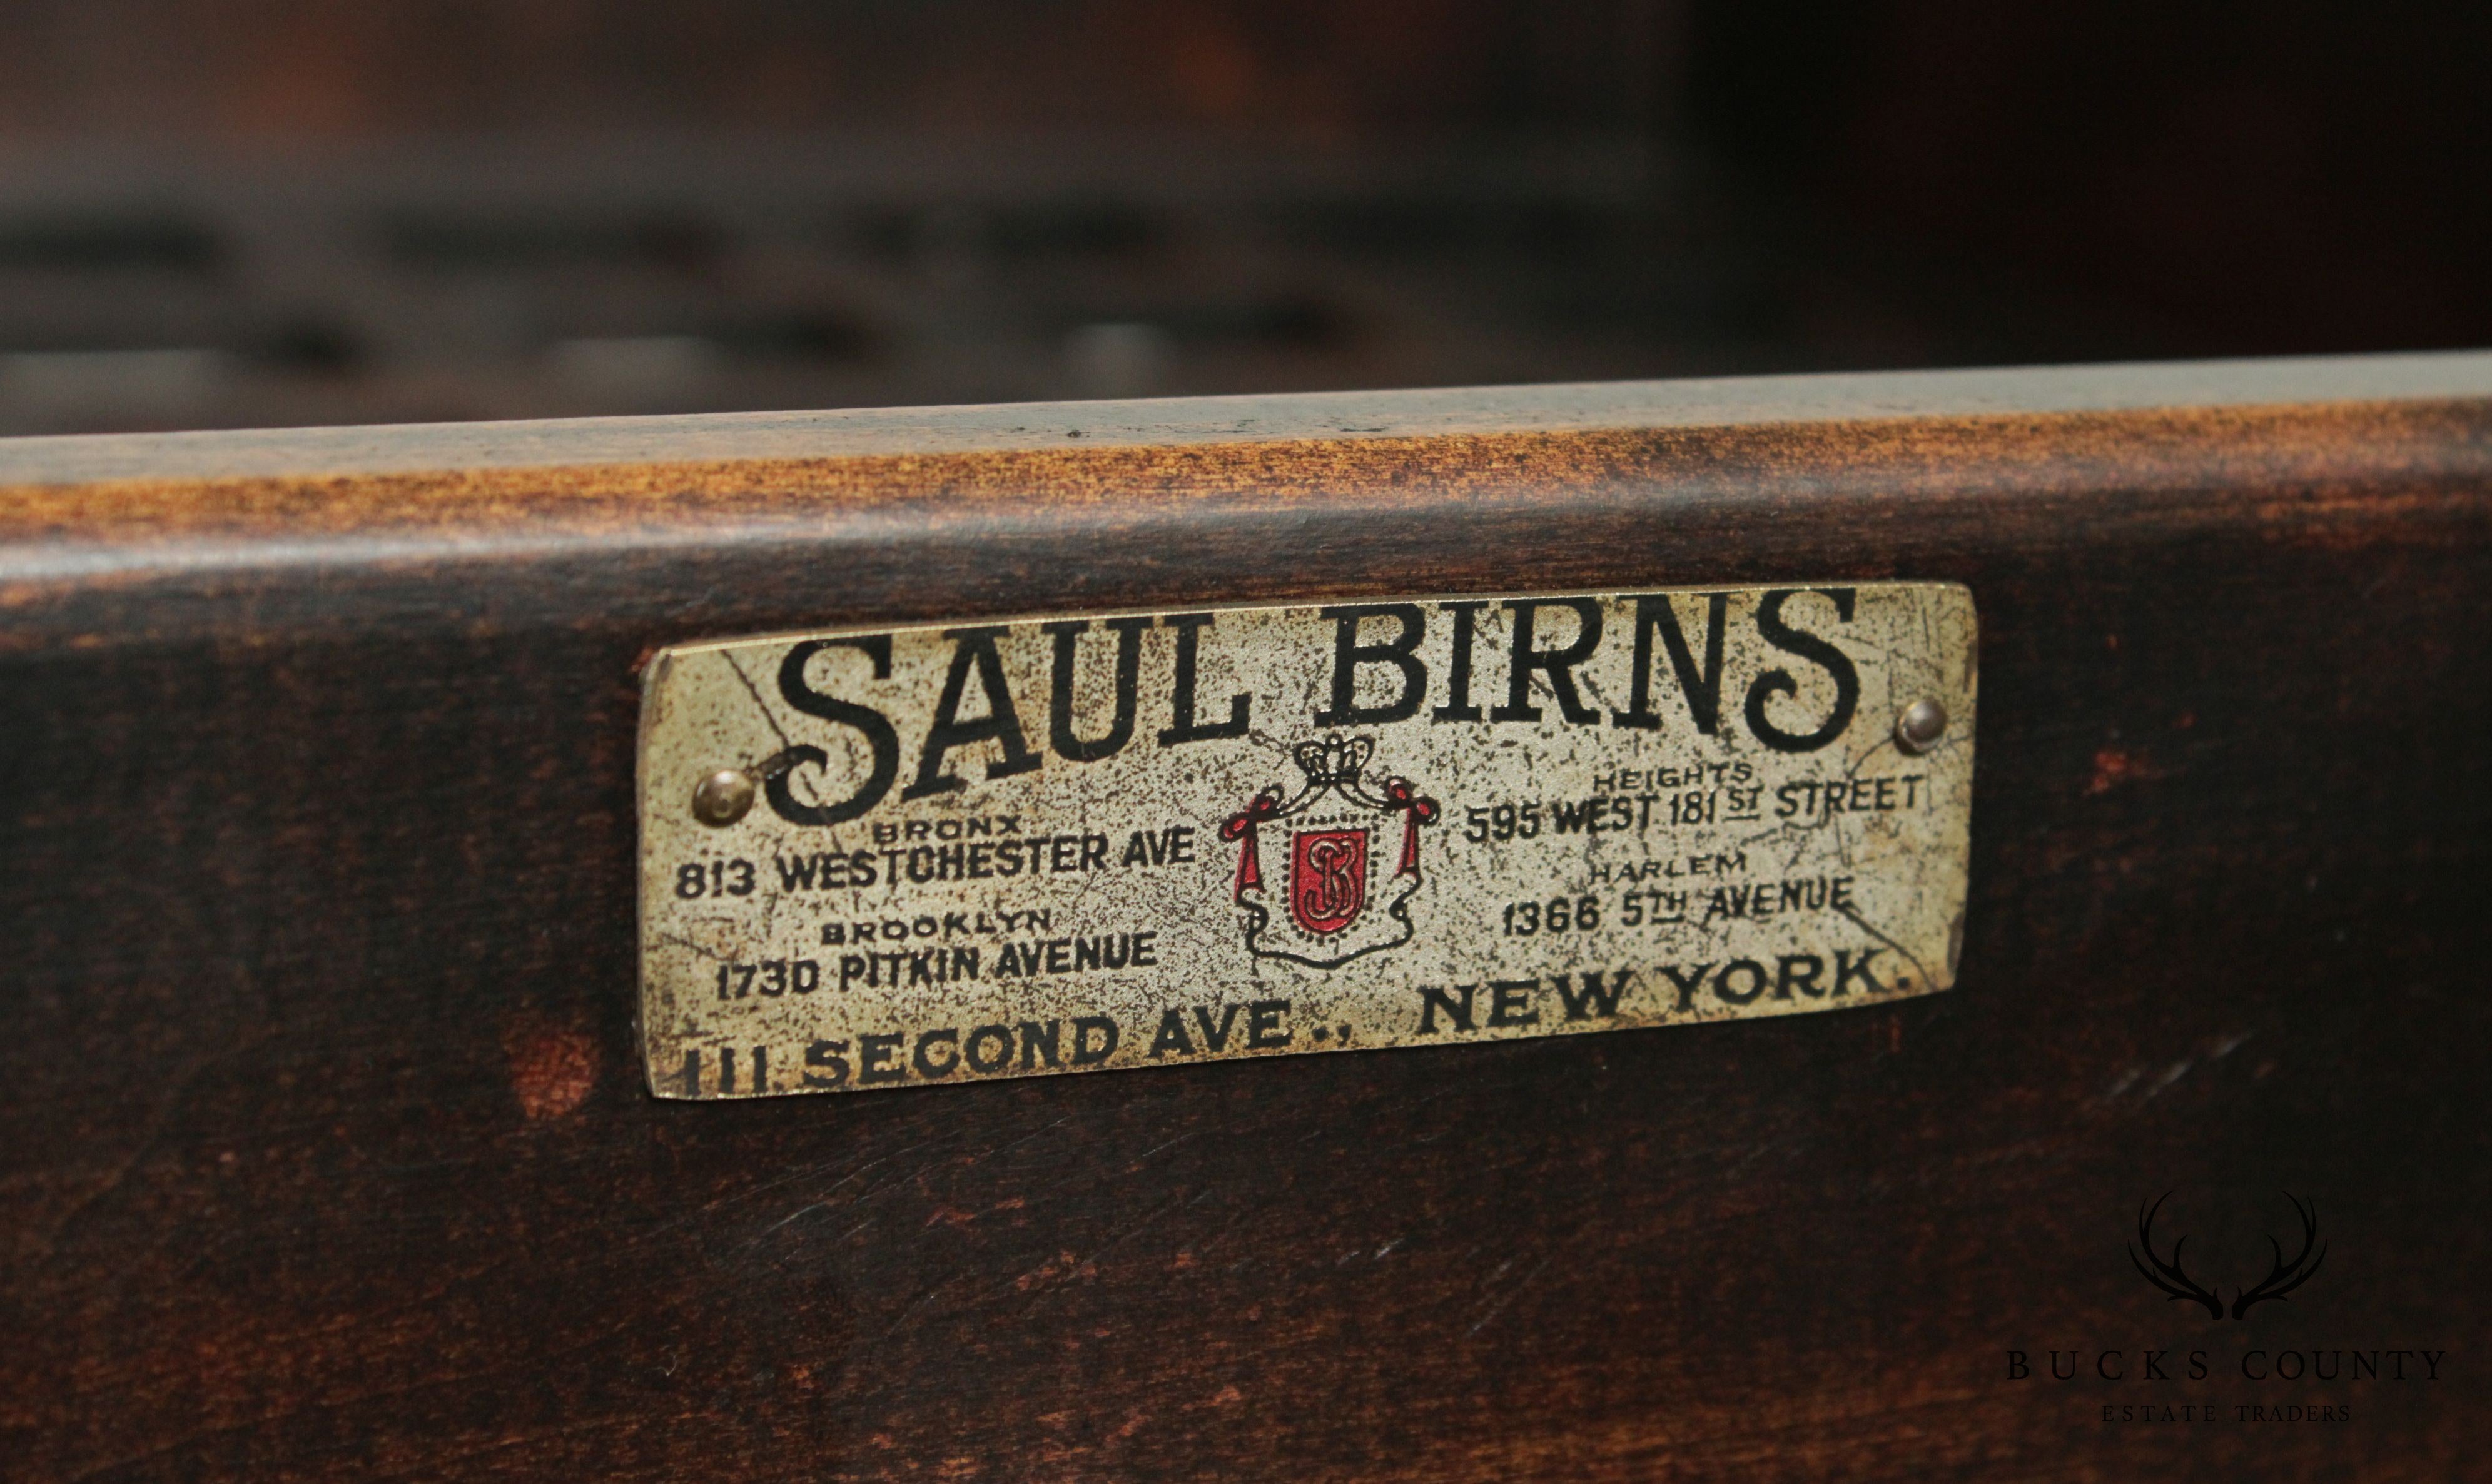 SAUL BIRNS
BRONX
813 WESTCHESTER AVE
BROOKLYN
1730 PITKIN AVENUE
SB
HEIGHTS
595 WEST 181ST STREET
HARLEM
1366 5TH AVENUE
111 SECOND AVE., NEW YORK.
BUCKS COUNTY
ESTATE TRADERS